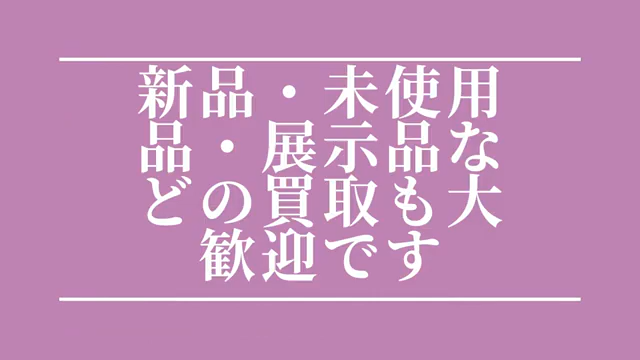 新品・未使用
品・展示品な
どの買取も大
歓迎です